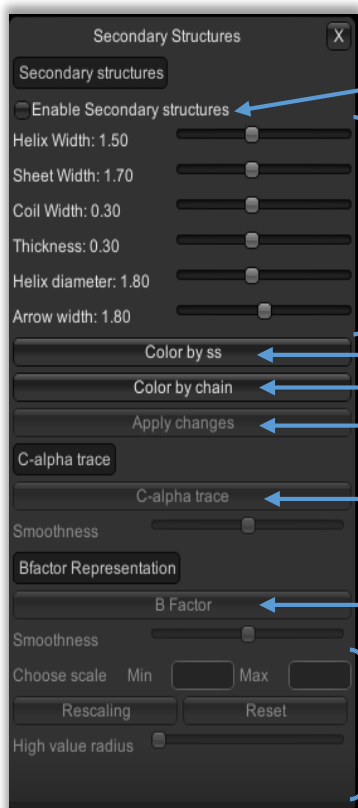 Secondary Structures X
Secondary structures
Enable Secondary structures
Helix Width: 1.50
Sheet Width: 1.70
Coil Width: 0.30
Thickness: 0.30
Helix diameter: 1.80
Arrow width: 1.80
Color by ss
Color by chain
Apply changes
C-alpha trace
C-alpha trace
Smoothness
Bfactor Representation
B Factor
Smoothness
Choose scale Min Max
Rescaling Reset
High value radius